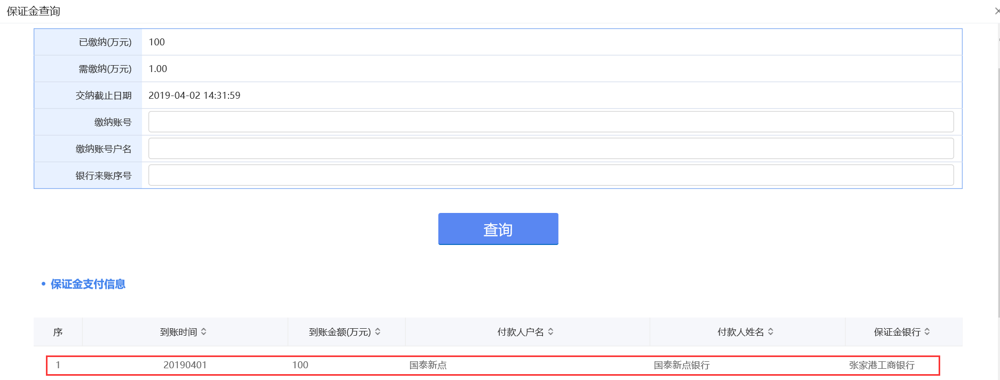 保证金查询
已缴纳(万元) 100
需缴纳(万元) 1.00
交纳截止日期 2019-04-02 14:31:59
缴纳账号
缴纳账号户名
银行来账序号
查询
• 保证金支付信息
序 到账时间 到账金额(万元) 付款人户名 付款人姓名 保证金银行
1 20190401 100 国泰新点 国泰新点银行 张家港工商银行